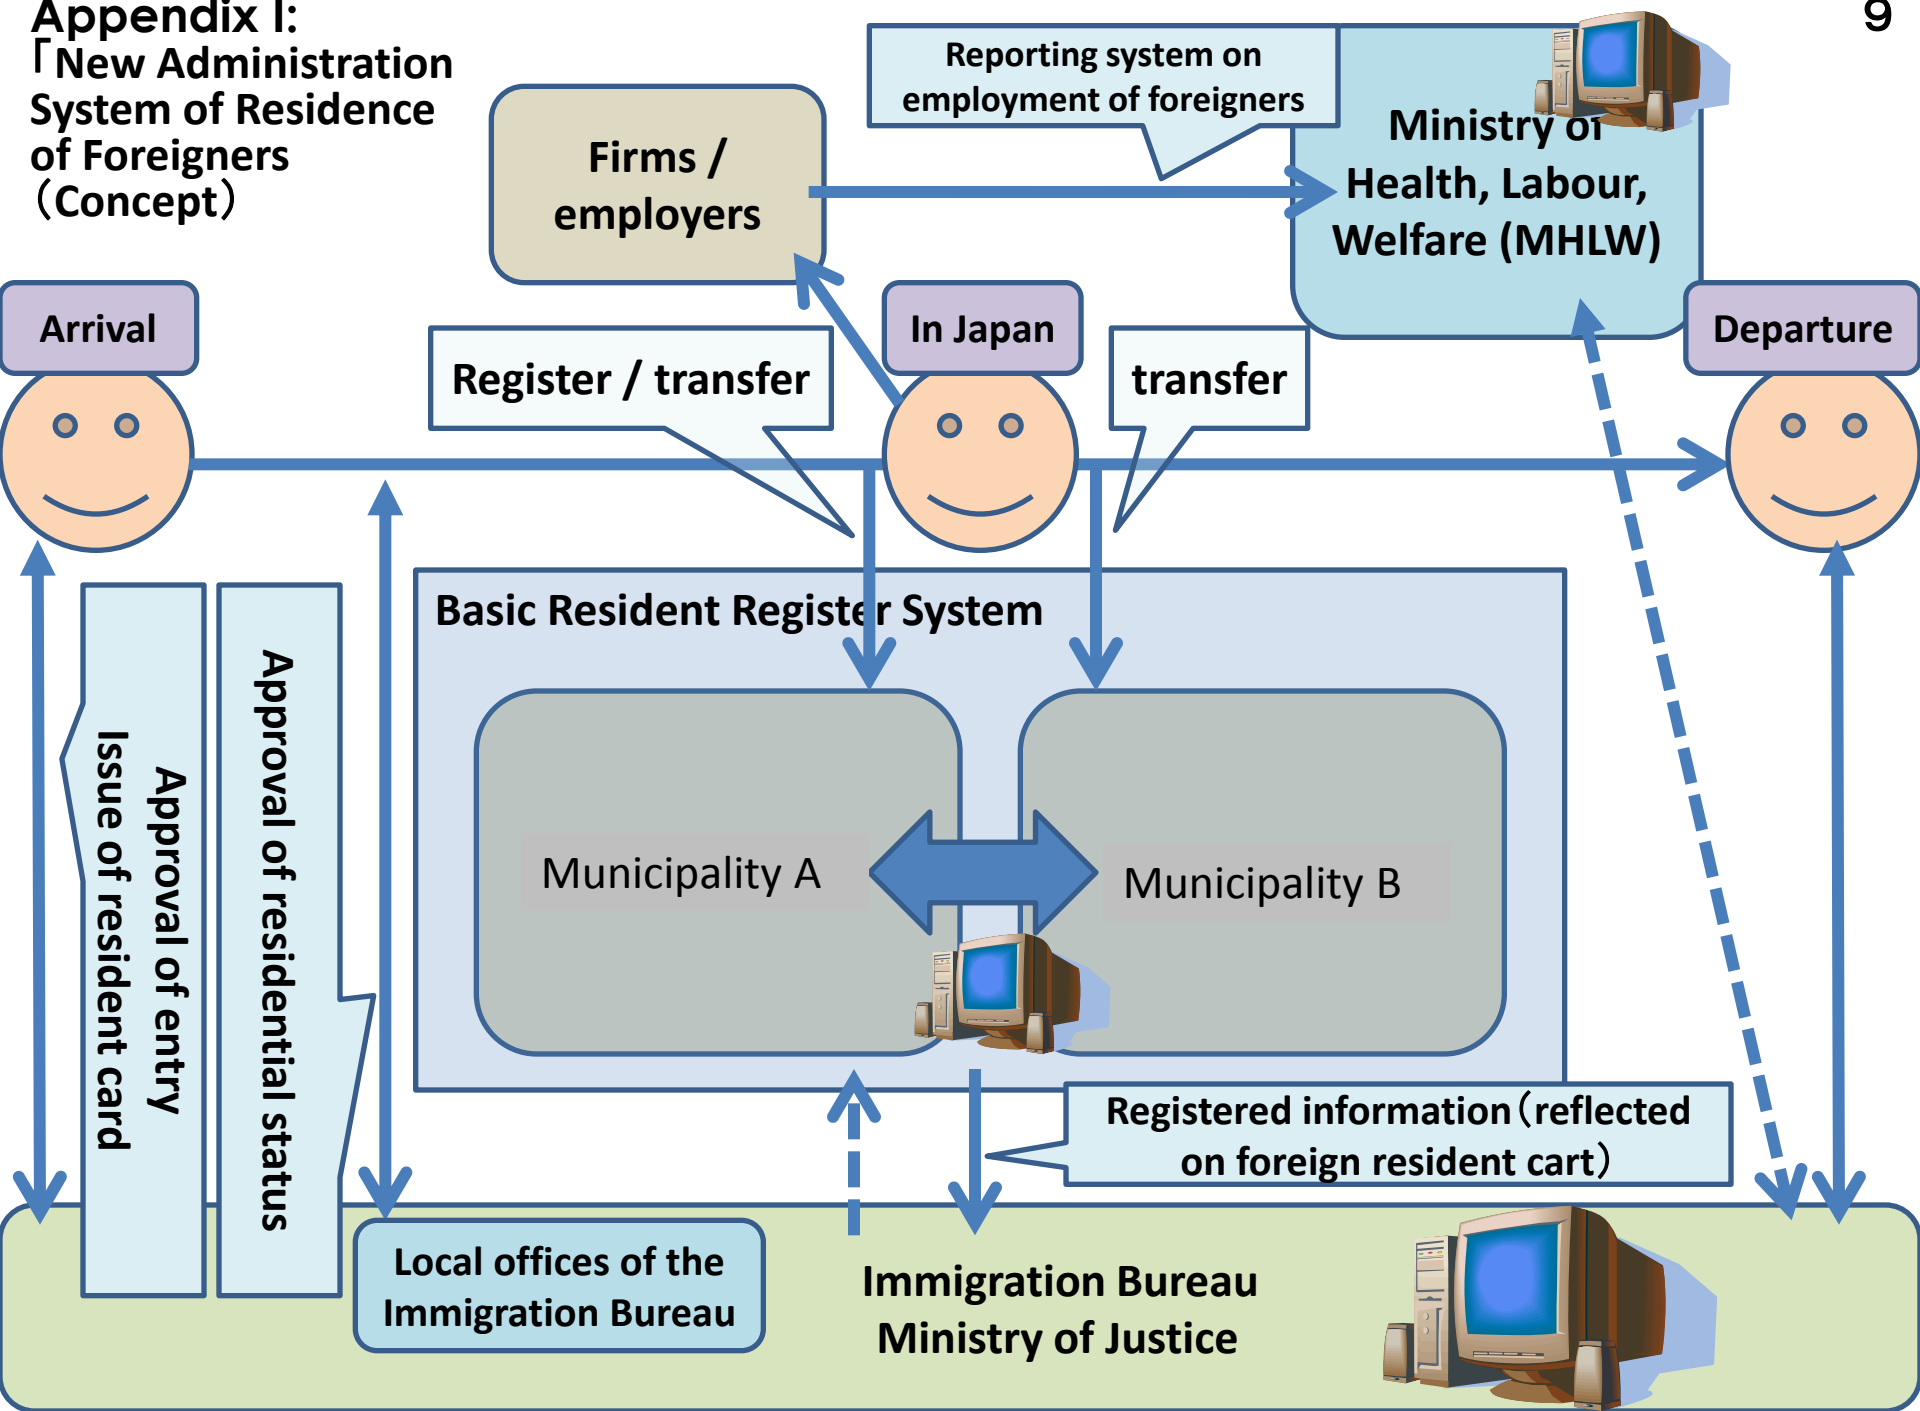 Appendix I:
「New Administration
System of Residence
of Foreigners
（Concept）
9
Reporting system on
employment of foreigners
Firms /
employers
Ministry of
Health, Labour,
Welfare (MHLW)
Arrival
In Japan
Departure
Register / transfer
transfer
Basic Resident Register System
Approval of entry
Issue of resident card
Approval of residential status
Municipality A
Municipality B
Registered information（reflected
on foreign resident cart）
Local offices of the
Immigration Bureau
Immigration Bureau
Ministry of Justice